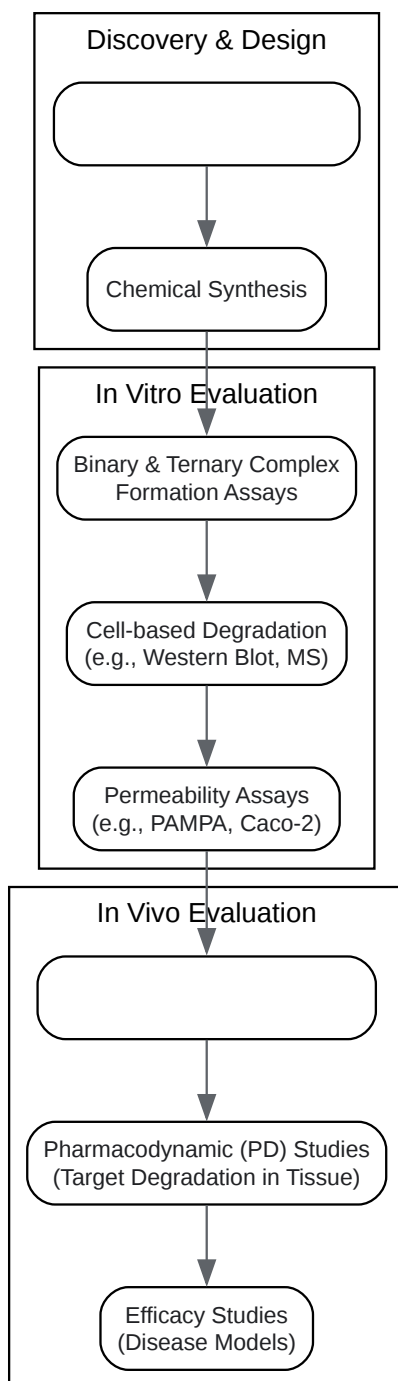 Discovery & Design
Chemical Synthesis
In Vitro Evaluation
Binary & Ternary Complex
Formation Assays
Cell-based Degradation
(e.g., Western Blot, MS)
Permeability Assays
(e.g., PAMPA, Caco-2)
In Vivo Evaluation
Pharmacodynamic (PD) Studies
(Target Degradation in Tissue)
Efficacy Studies
(Disease Models)